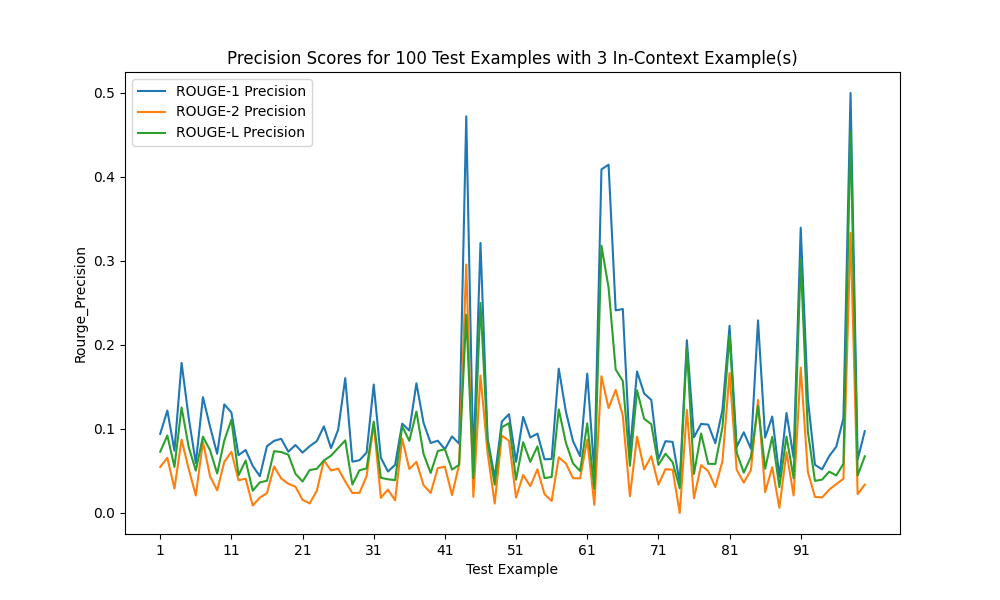 Precision Scores for 100 Test Examples with 3 In-Context Example(s)
ROUGE-1 Precision
ROUGE-2 Precision
ROUGE-L Precision
Rourge_Precision
0.5
0.4
0.3
0.2
0.1
0.0
1 11 21 31 41 51 61 71 81 91
Test Example